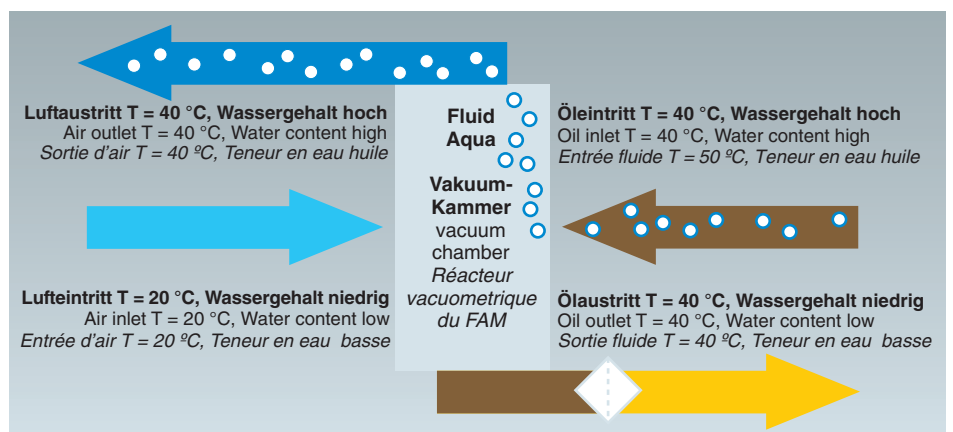 Luftaustritt T = 40 °C, Wassergehalt hoch
Air outlet T = 40 °C, Water content high
Sortie d'air T = 40 ºC, Teneur en eau huile
Lufteintritt T = 20 °C, Wassergehalt niedrig
Air inlet T = 20 °C, Water content low
Entrée d'air T = 20 ºC, Teneur en eau basse
Fluid
Aqua
Vakuum-
Kammer
vacuum
chamber
Réacteur
vacuometrique
du FAM
Öleintritt T = 40 °C, Wassergehalt hoch
Oil inlet T = 40 °C, Water content high
Entrée fluide T = 50 ºC, Teneur en eau huile
Ölaustritt T = 40 °C, Wassergehalt niedrig
Oil outlet T = 40 °C, Water content low
Sortie fluide T = 40 ºC, Teneur en eau basse